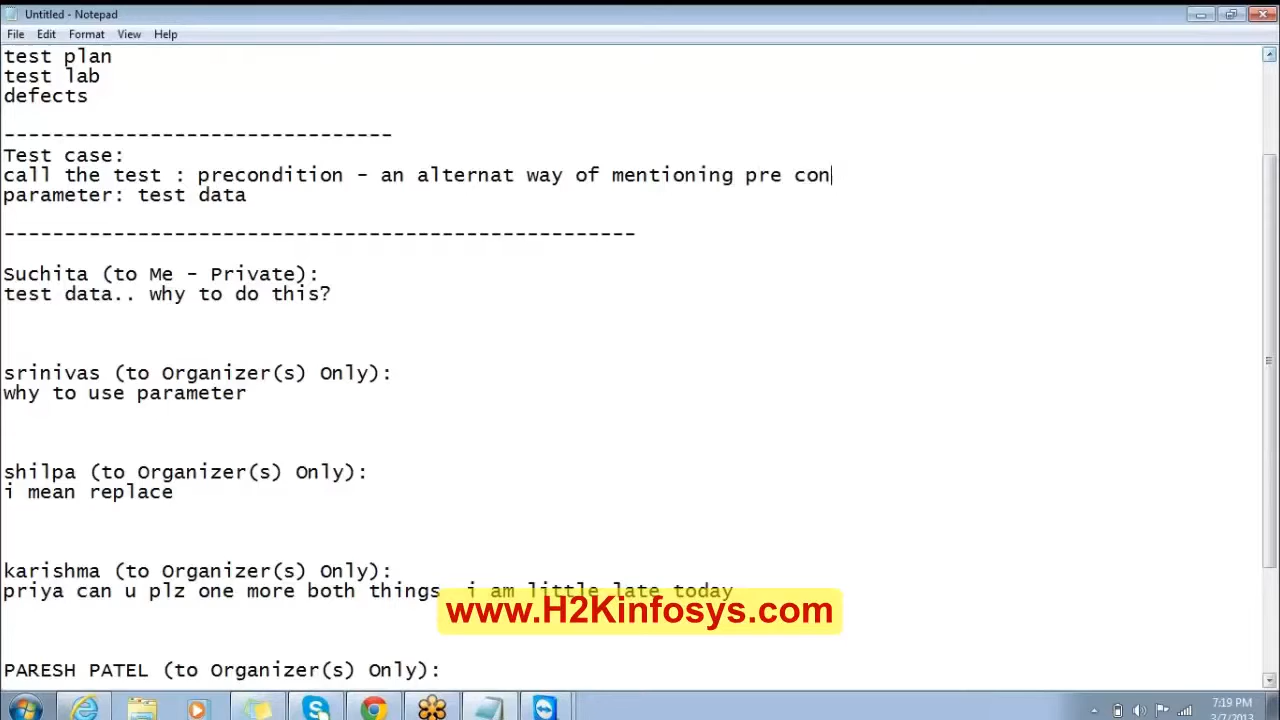 Untitled - Notepad
File Edit Format View Help
test plan
test lab
defects
--------------------------------
Test case:
call the test : precondition - an alternat way of mentioning pre con
parameter: test data
----------------------------------------------------
Suchita (to Me - Private):
test data.. why to do this?
srinivas (to Organizer(s) Only):
why to use parameter
shilpa (to Organizer(s) Only):
i mean replace
karishma (to Organizer(s) Only):
priya can u plz one more both things i am little late today
www.H2Kinfosys.com
PARESH PATEL (to Organizer(s) Only):
7:19 PM
3/7/2013